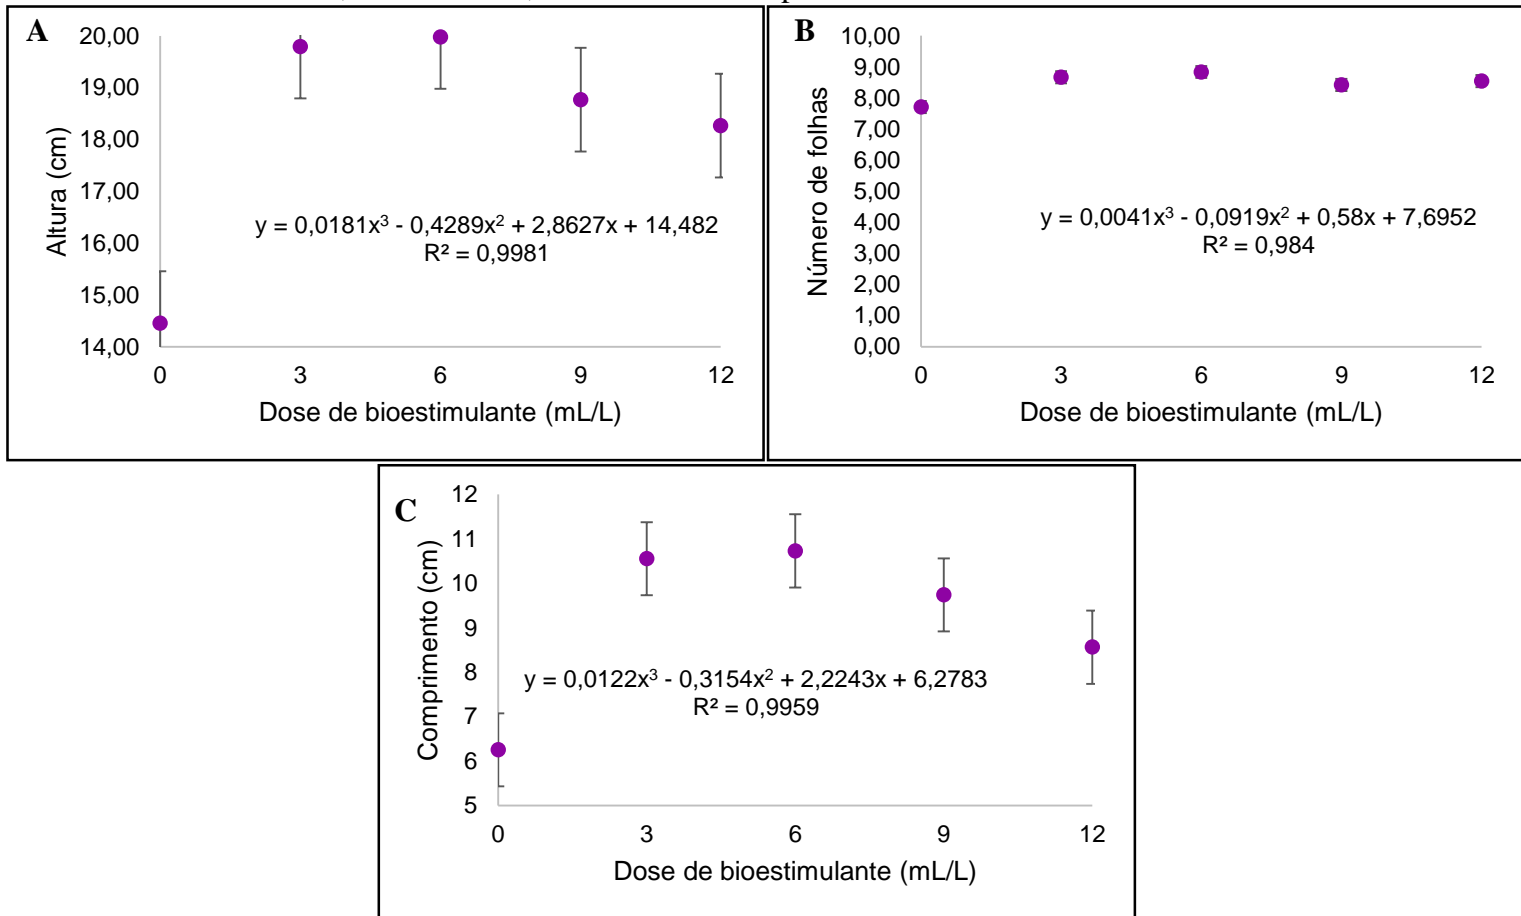 A
20,00
19,00
18,00
17,00
16,00
15,00
14,00
Altura (cm)
y = 0,0181x³ - 0,4289x² + 2,8627x + 14,482
R² = 0,9981
0 3 6 9 12
Dose de bioestimulante (mL/L)
B
10,00
9,00
8,00
7,00
6,00
5,00
4,00
3,00
2,00
1,00
0,00
Número de folhas
y = 0,0041x³ - 0,0919x² + 0,58x + 7,6952
R² = 0,984
0 3 6 9 12
Dose de bioestimulante (mL/L)
C
12
11
10
9
8
7
6
5
Comprimento (cm)
y = 0,0122x³ - 0,3154x² + 2,2243x + 6,2783
R² = 0,9959
0 3 6 9 12
Dose de bioestimulante (mL/L)